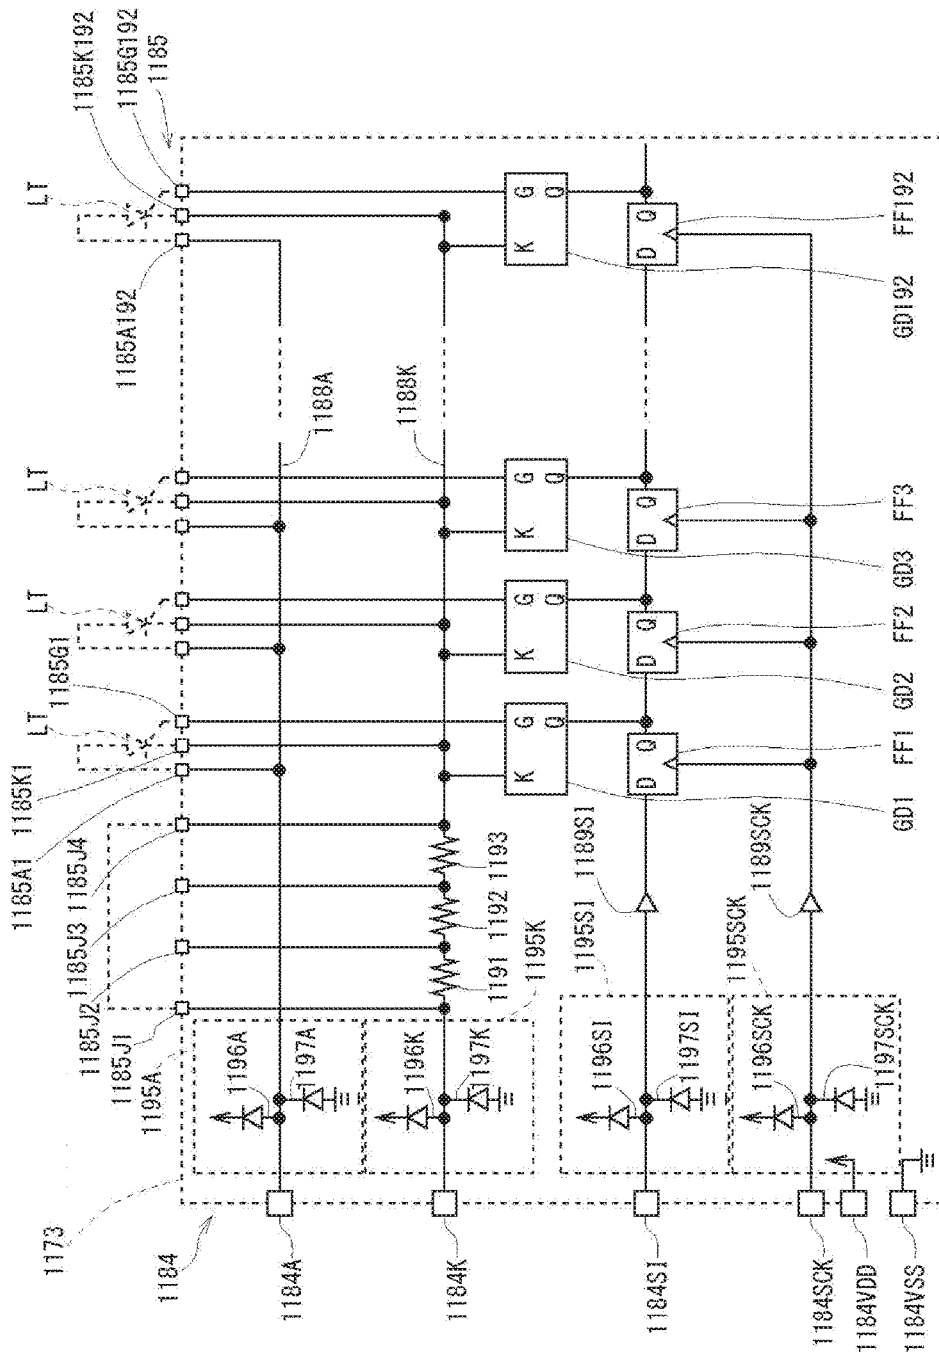 1185K192
1185G192
1185
LT
LT
LT
LT
1185A192
1188A
1188K
1185G1
1185K1
1185A1
1185J4
1185J3
1185J2
1185J1
1195A
1196A
1197A
1196K
1197K
1195K
1191
1192
1193
1195SI
1189SI
1196SI
1197SI
1195SCK
1189SCK
1196SCK
1197SCK
K G Q
K G Q
K G Q
K G Q
D Q
D Q
D Q
D Q
GD1
FF1
GD2
FF2
GD3
FF3
GD192
FF192
1173
1184
1184A
1184K
1184SI
1184SCK
1184VDD
1184VSS